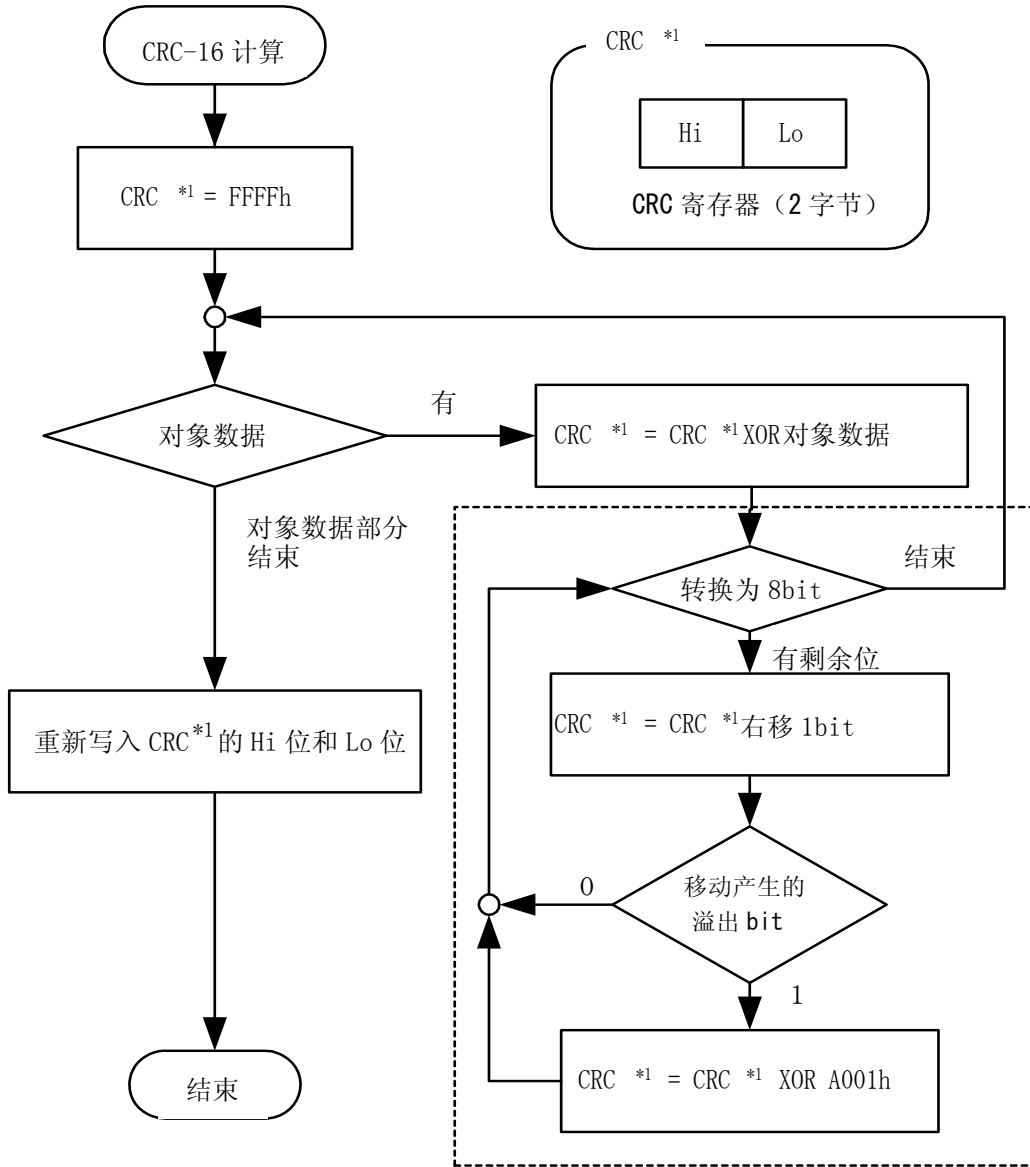 CRC-16 计算
CRC *1
Hi
Lo
CRC 寄存器（2 字节）
CRC *1 = FFFFh
对象数据
有
CRC *1 = CRC *1 XOR对象数据
对象数据部分
结束
转换为 8bit
结束
有剩余位
CRC *1 = CRC *1右移 1bit
重新写入 CRC*1 的 Hi 位和 Lo 位
移动产生的
溢出 bit
0
1
CRC *1 = CRC *1 XOR A001h
结束